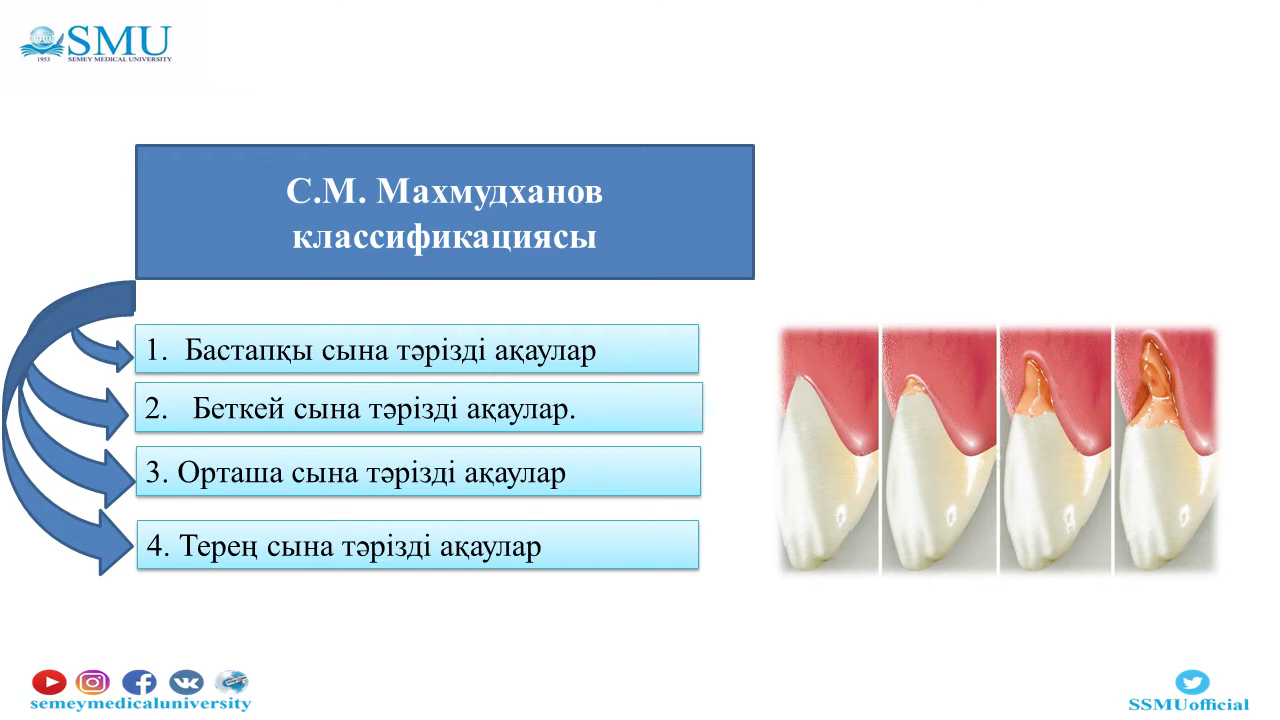 SMU
1953 SEMEY MEDICAL UNIVERSITY
С.М. Махмудханов
классификациясы
1. Бастапқы сына тәрізді ақаулар
2. Беткей сына тәрізді ақаулар.
3. Орташа сына тәрізді ақаулар
4. Терең сына тәрізді ақаулар
semeymedicaluniversity
SSMUofficial